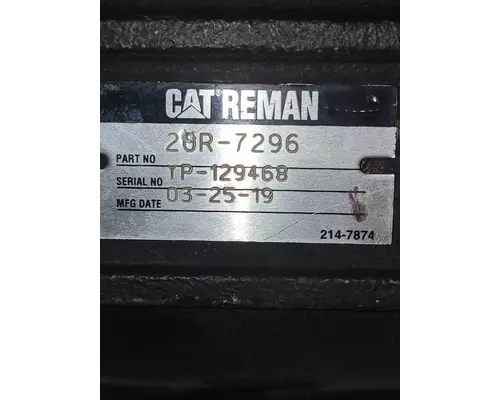 CAT REMAN
20R-7296
PART NO
YP-129468
SERIAL NO
03-25-19
MFG DATE
214-7874